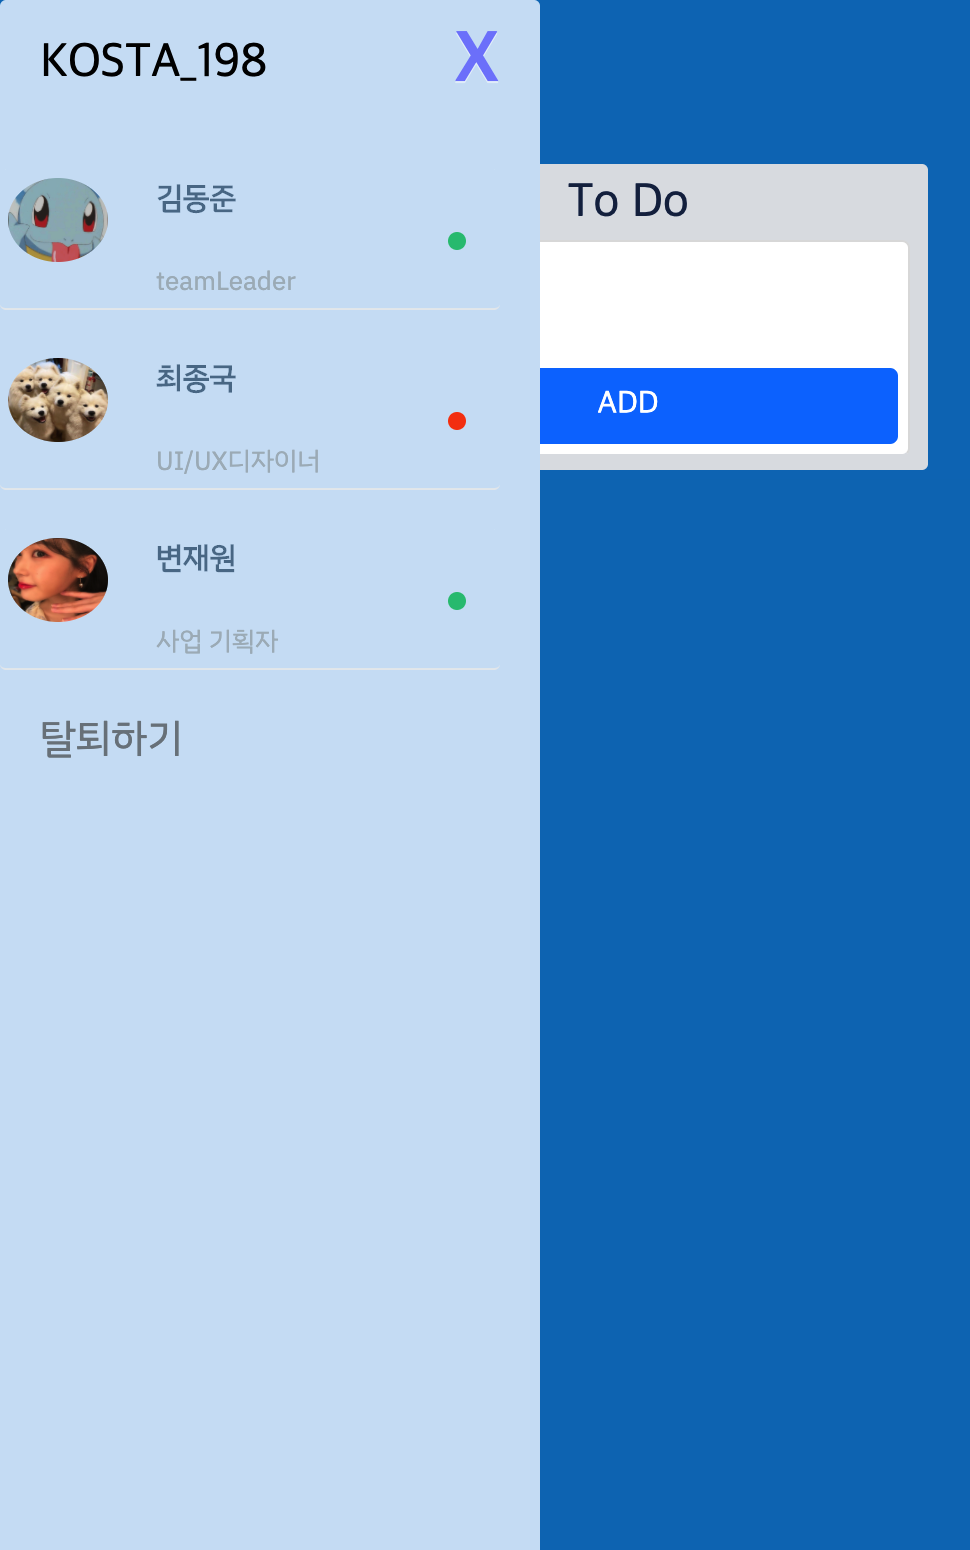 KOSTA_198
X
김동준
teamLeader
최종국
UI/UX디자이너
변재원
사업 기획자
탈퇴하기
To Do
ADD